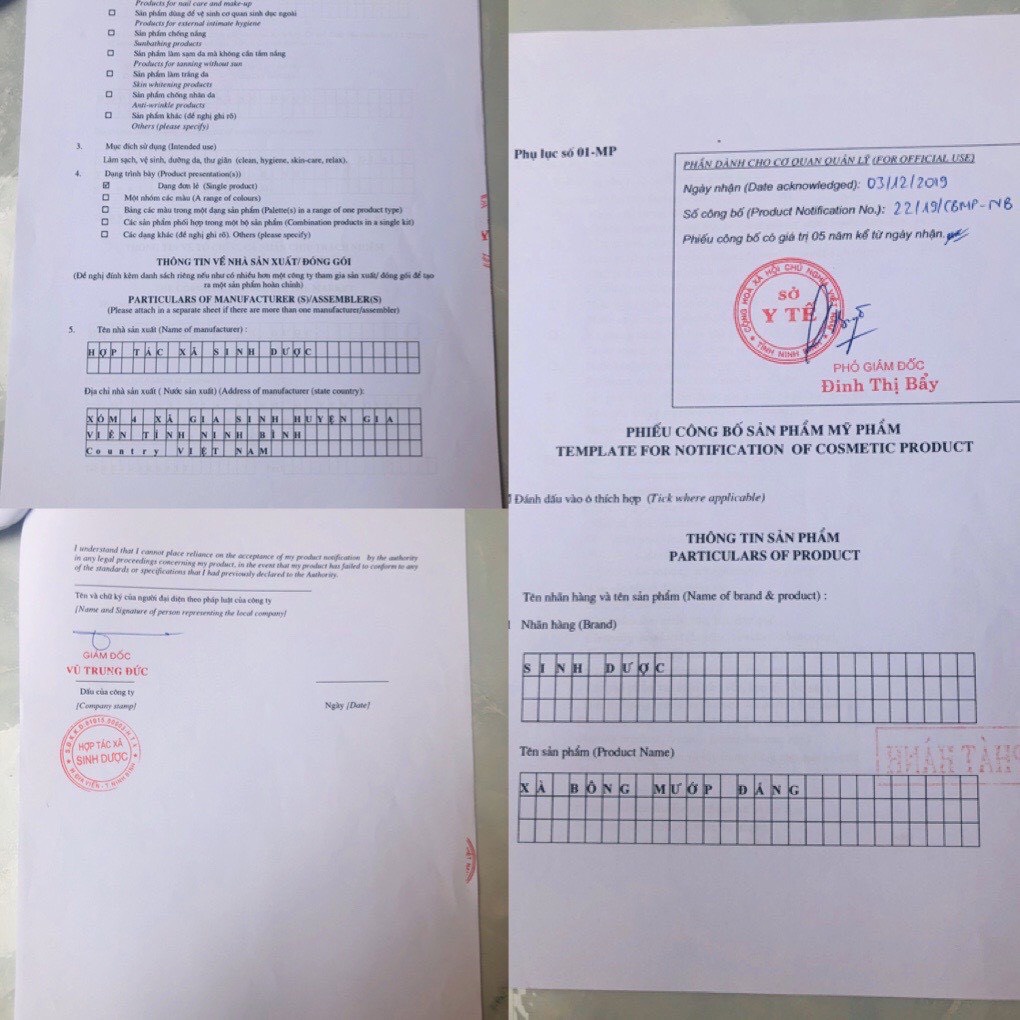 Products for nail care and make-up
Sản phẩm dùng để vệ sinh cơ quan sinh dục ngoài
Products for external intimate hygiene
Sản phẩm chống nắng
Sunbathing products
Sản phẩm làm sạm da mà không cần tắm nắng
Products for tanning without sun
Sản phẩm làm trắng da
Skin whitening products
Sản phẩm chống nhăn da
Anti-wrinkle products
Sản phẩm khác (đề nghị ghi rõ)
Others (please specify)
3. Mục đích sử dụng (Intended use)
Làm sạch, vệ sinh, dưỡng da, thư giãn (clean, hygiene, skin-care, relax).
4. Dạng trình bày (Product presentation(s))
Dạng đơn lẻ (Single product)
Một nhóm các màu (A range of colours)
Bảng các màu trong một dạng sản phẩm (Palette(s) in a range of one product type)
Các sản phẩm phối hợp trong một bộ sản phẩm (Combination products in a single kit)
Các dạng khác (đề nghị ghi rõ). Others (please specify)
THÔNG TIN VỀ NHÀ SẢN XUẤT/ ĐÓNG GÓI
(Đề nghị đính kèm danh sách riêng nếu như có nhiều hơn một công ty tham gia sản xuất/ đóng gói để tạo
ra một sản phẩm hoàn chỉnh)
PARTICULARS OF MANUFACTURER (S)/ASSEMBLER(S)
(Please attach in a separate sheet if there are more than one manufacturer/assembler)
5. Tên nhà sản xuất (Name of manufacturer) :
HỢP TÁC XÃ SINH DƯỢC
Địa chỉ nhà sản xuất ( Nước sản xuất) (Address of manufacturer (state country):
XÓM 4 XÃ GIA SINH HUYỆN GIA
VIỄN TỈNH NINH BÌNH
Country VIỆT NAM
Phụ lục số 01-MP
PHẦN DÀNH CHO CƠ QUAN QUẢN LÝ (FOR OFFICIAL USE)
Ngày nhận (Date acknowledged): 03/12/2019
Số công bố (Product Notification No.): 22/19/CBMP-NB
Phiếu công bố có giá trị 05 năm kể từ ngày nhận.
CỘNG HOÀ XÃ HỘI CHỦ NGHĨA VIỆT NAM
SỞ
Y TẾ
TỈNH NINH BÌNH
PHÓ GIÁM ĐỐC
Đinh Thị Bẩy
PHIẾU CÔNG BỐ SẢN PHẨM MỸ PHẨM
TEMPLATE FOR NOTIFICATION OF COSMETIC PRODUCT
Đánh dấu vào ô thích hợp (Tick where applicable)
THÔNG TIN SẢN PHẨM
PARTICULARS OF PRODUCT
Tên nhãn hàng và tên sản phẩm (Name of brand & product) :
Nhãn hàng (Brand)
SINH DƯỢC
Tên sản phẩm (Product Name)
PHÁT HÀNH
XÀ BÔNG MƯỚP ĐẮNG
I understand that I cannot place reliance on the acceptance of my product notification by the authority
in any legal proceedings concerning my product, in the event that my product has failed to conform to any
of the standards or specifications that I had previously declared to the Authority.
Tên và chữ ký của người đại diện theo pháp luật của công ty
[Name and Signature of person representing the local company]
GIÁM ĐỐC
VŨ TRUNG ĐỨC
Dấu của công ty
[Company stamp]
Ngày [Date]
HỢP TÁC XÃ
SINH DƯỢC
H.GIA VIỄN - T.NINH BÌNH